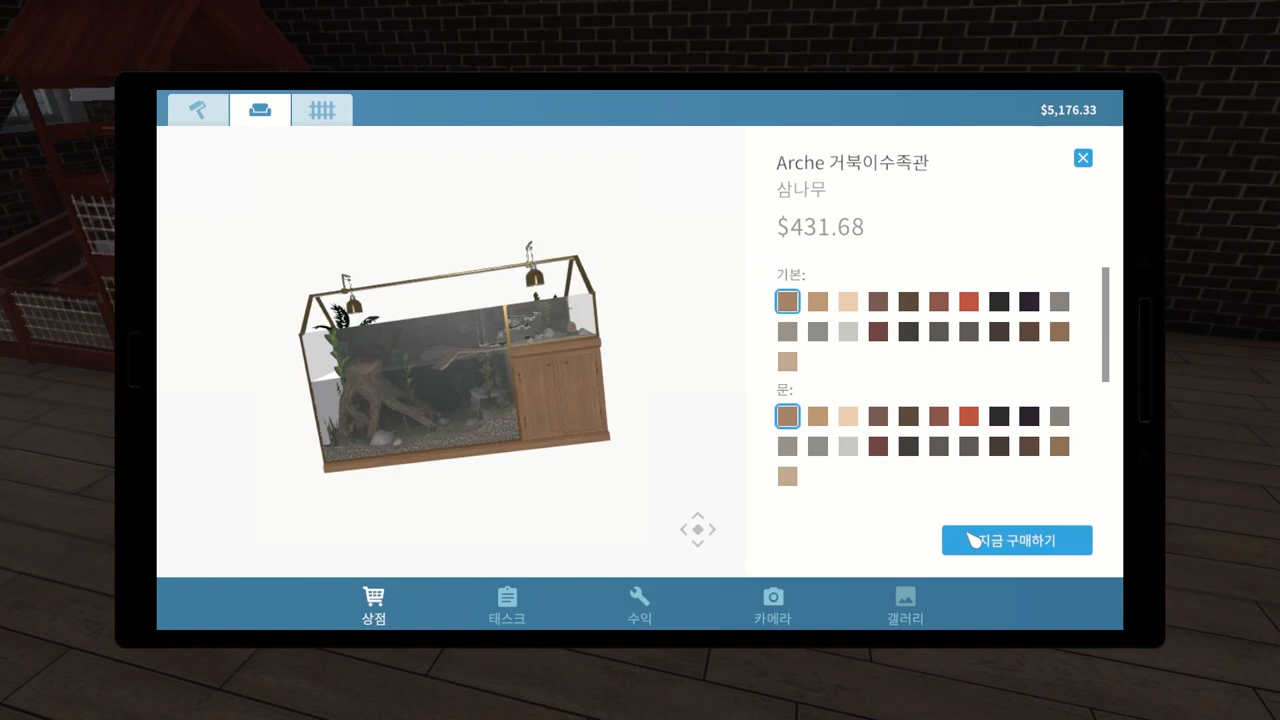 $5,176.33
Arche 거북이수족관
삼나무
$431.68
기본:
문:
지금 구매하기
상점
태스크
수익
카메라
갤러리